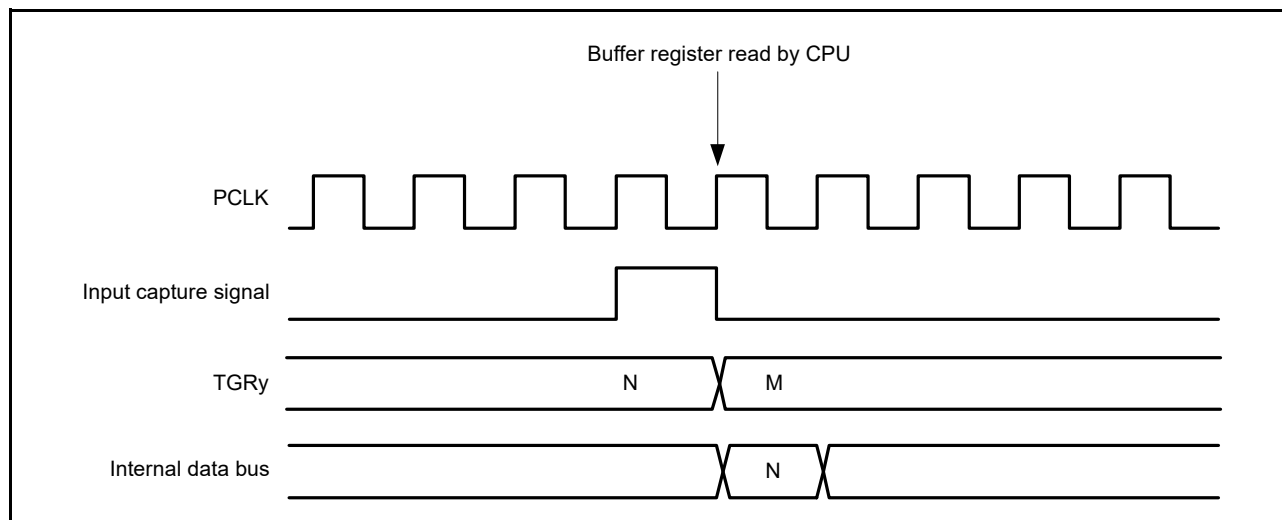 Buffer register read by CPU
PCLK
Input capture signal
TGRy
N
M
Internal data bus
N